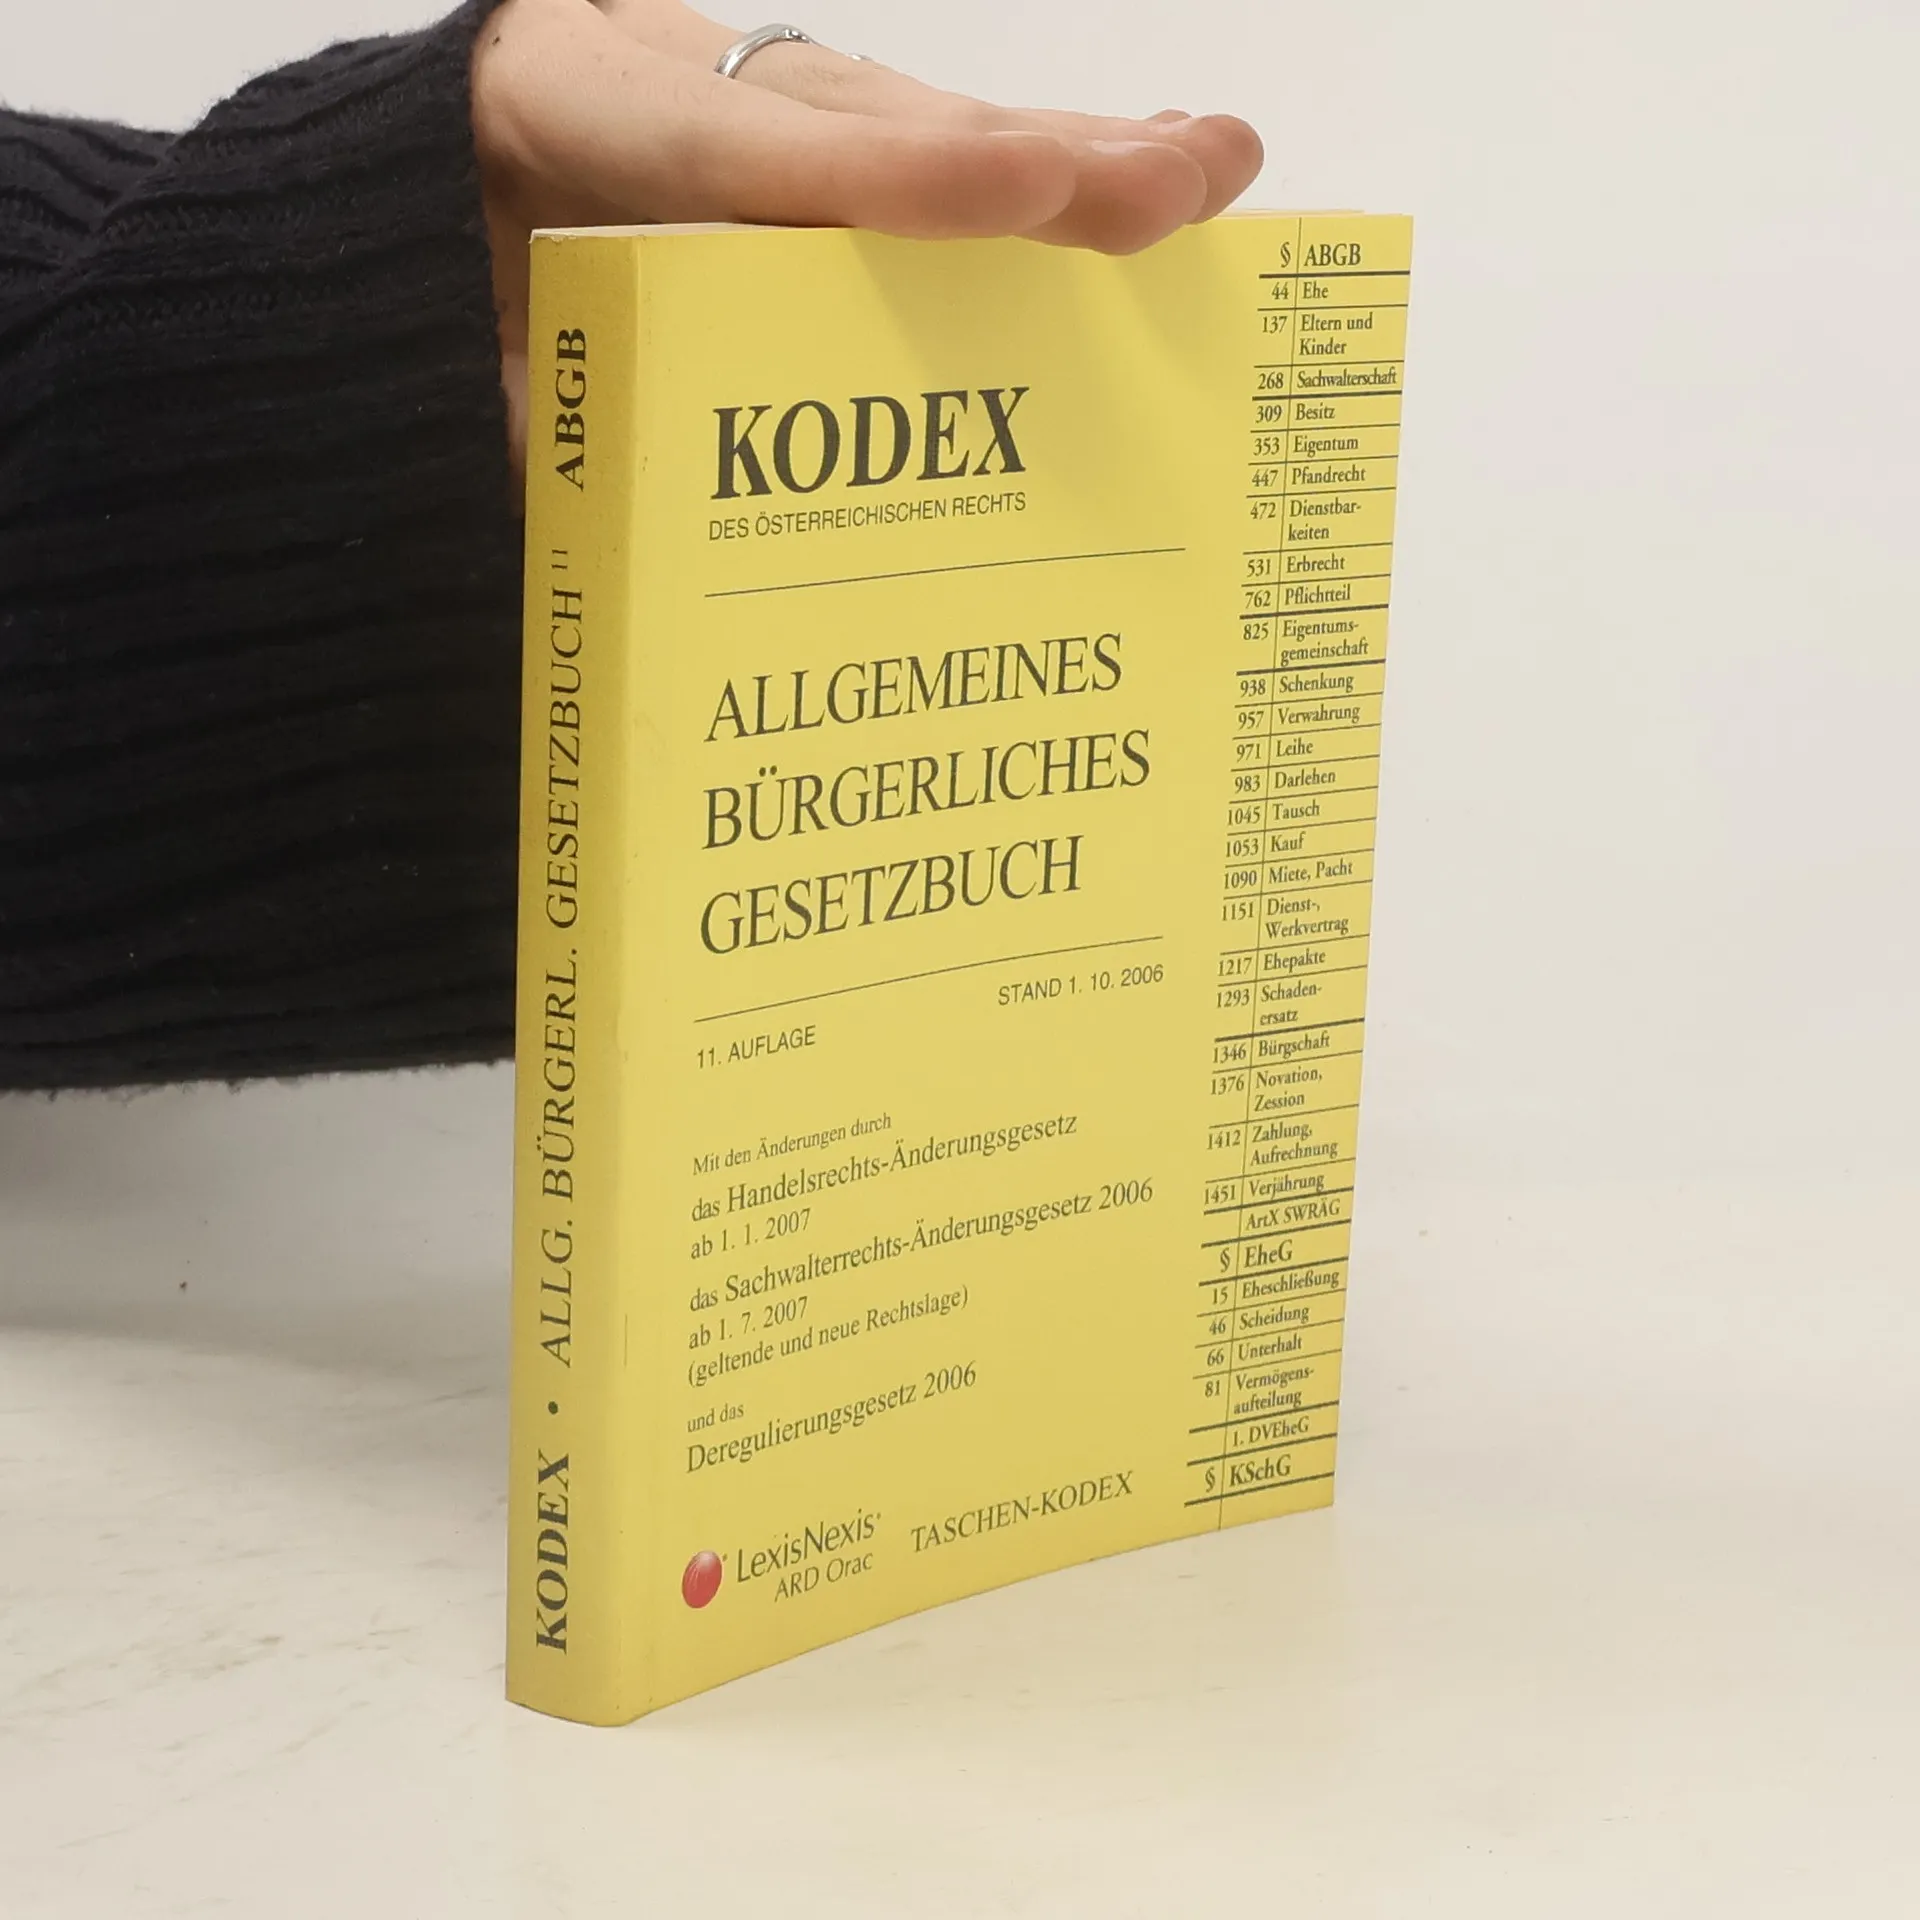 KODEX • ALLG. BÜRGERL. GESETZBUCH 11 ABGB
KODEX
DES ÖSTERREICHISCHEN RECHTS
ALLGEMEINES
BÜRGERLICHES
GESETZBUCH
STAND 1. 10. 2006
11. AUFLAGE
Mit den Änderungen durch
das Handelsrechts-Änderungsgesetz
ab 1. 1. 2007
das Sachwalterrechts-Änderungsgesetz 2006
ab 1. 7. 2007
(geltende und neue Rechtslage)
und das
Deregulierungsgesetz 2006
LexisNexis
ARD Orac
TASCHEN-KODEX
§ ABGB
44 Ehe
137 Eltern und
Kinder
268 Sachwalterschaft
309 Besitz
353 Eigentum
447 Pfandrecht
472 Dienstbar-
keiten
531 Erbrecht
762 Pflichtteil
825 Eigentums-
gemeinschaft
938 Schenkung
957 Verwahrung
971 Leihe
983 Darlehen
1045 Tausch
1053 Kauf
1090 Miete, Pacht
1151 Dienst-,
Werkvertrag
1217 Ehepakte
1293 Schaden-
ersatz
1346 Bürgschaft
1376 Novation,
Zession
1412 Zahlung,
Aufrechnung
1451 Verjährung
ArtX SWRÄG
§ EheG
15 Eheschließung
46 Scheidung
66 Unterhalt
81 Vermögens-
aufteilung
1. DVEheG
§ KSchG